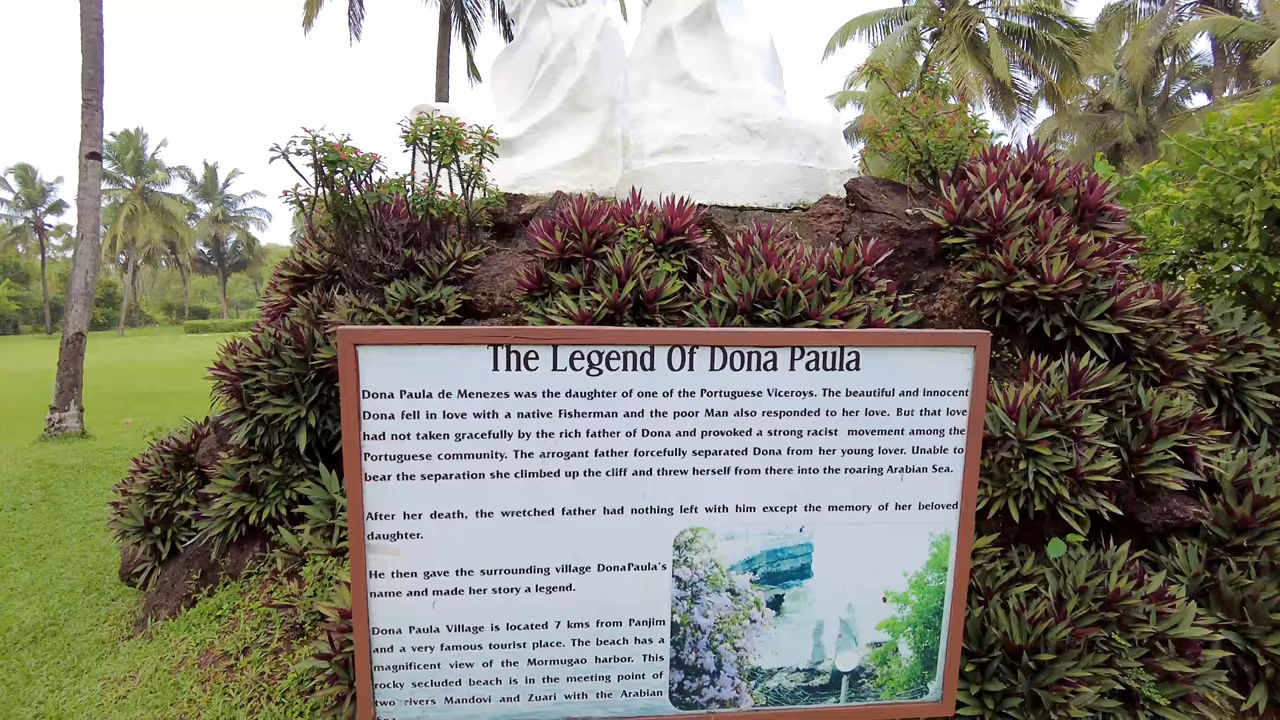 The Legend Of Dona Paula
Dona Paula de Menezes was the daughter of one of the Portuguese Viceroys. The beautiful and innocent
Dona fell in love with a native Fisherman and the poor Man also responded to her love. But that love
had not taken gracefully by the rich father of Dona and provoked a strong racist movement among the
Portuguese community. The arrogant father forcefully separated Dona from her young lover. Unable to
bear the separation she climbed up the cliff and threw herself from there into the roaring Arabian Sea.
After her death, the wretched father had nothing left with him except the memory of her beloved
daughter.
He then gave the surrounding village DonaPaula's
name and made her story a legend.
Dona Paula Village is located 7 kms from Panjim
and a very famous tourist place. The beach has a
magnificent view of the Mormugao harbor. This
rocky secluded beach is in the meeting point of
two rivers Mandovi and Zuari with the Arabian
Sea.